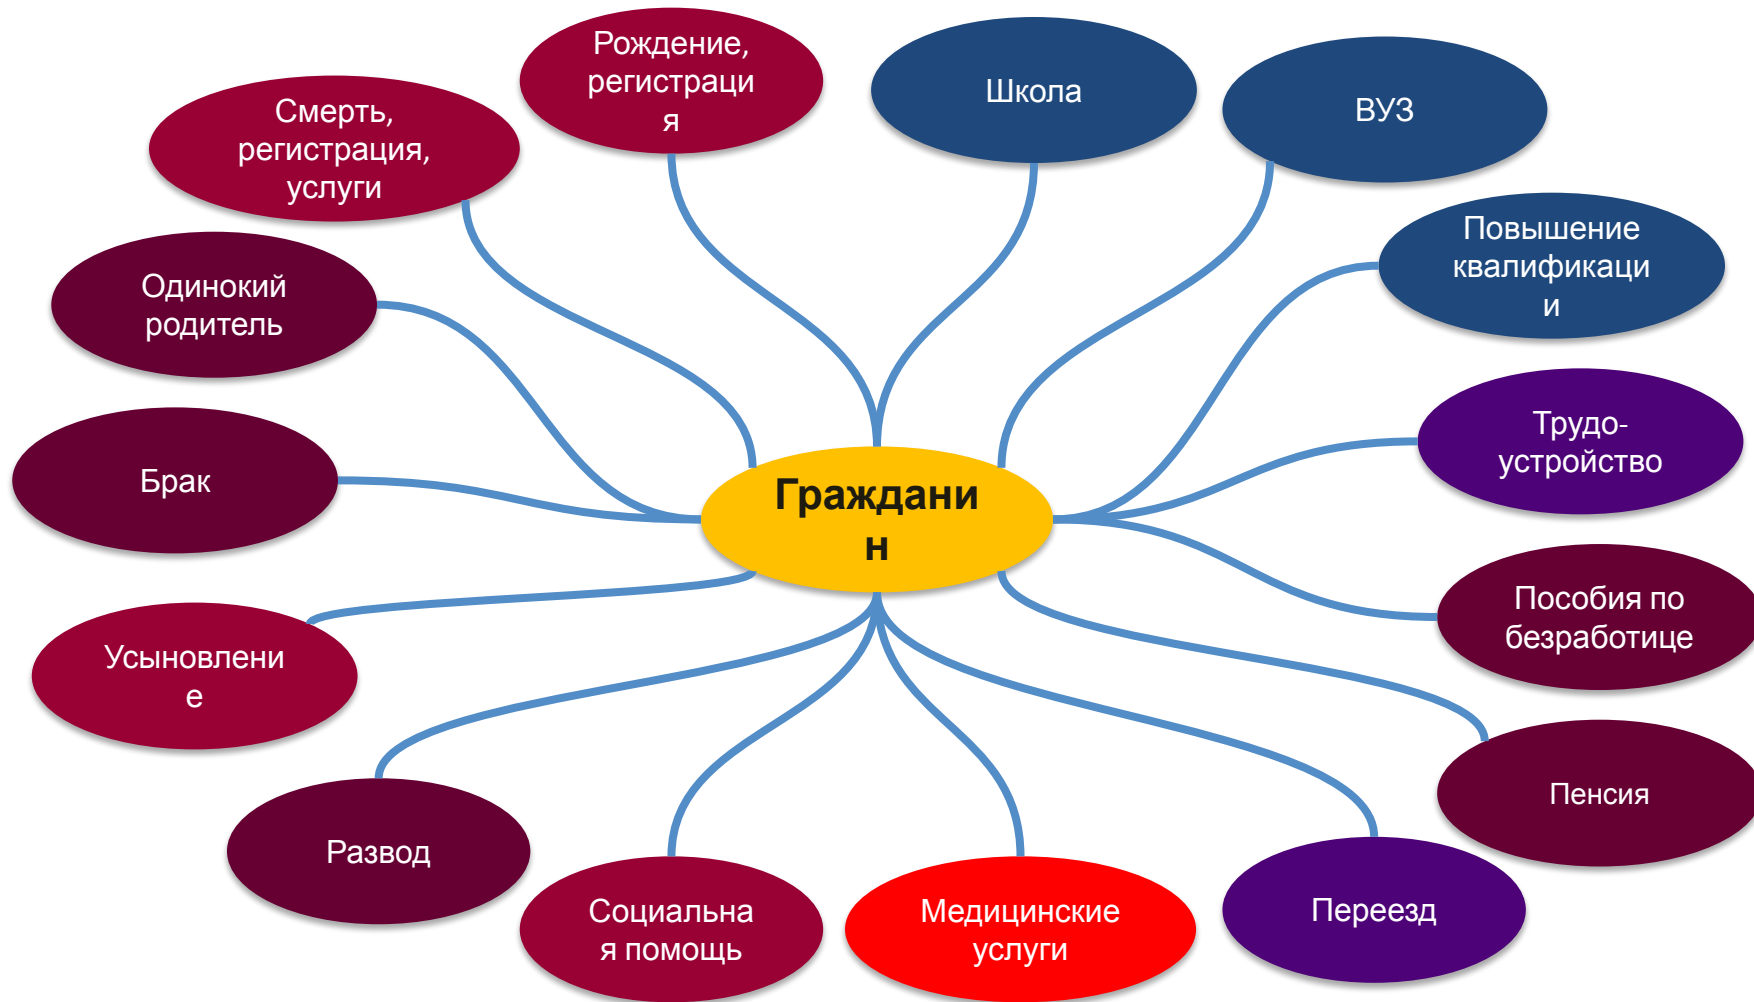 Рождение,
регистраци
я
Школа
ВУЗ
Смерть,
регистрация,
услуги
Повышение
квалификаци
и
Одинокий
родитель
Трудо-
устройство
Брак
Граждани
н
Пособия по
безработице
Усыновлени
е
Пенсия
Развод
Социальна
я помощь
Медицинские
услуги
Переезд